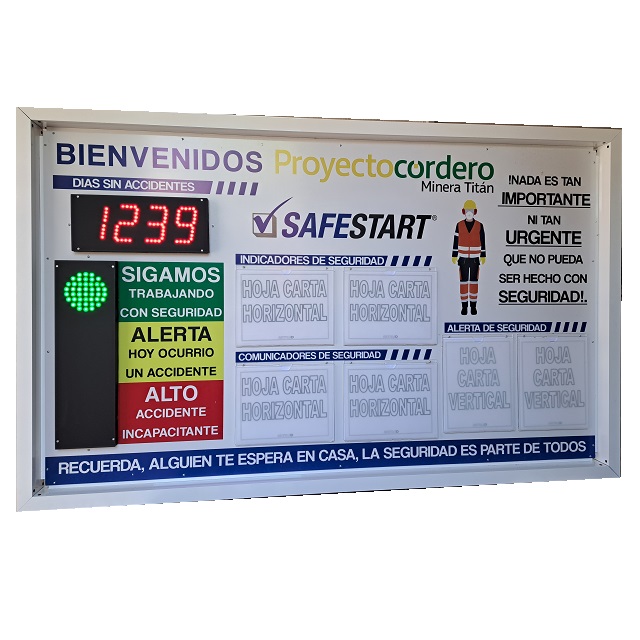 BIENVENIDOS
Proyectocordero
Minera Titán
DIAS SIN ACCIDENTES
1239
SAFESTART®
!NADA ES TAN
IMPORTANTE
NI TAN
URGENTE
QUE NO PUEDA
SER HECHO CON
SEGURIDAD!.
SIGAMOS
TRABAJANDO
CON SEGURIDAD
ALERTA
HOY OCURRIO
UN ACCIDENTE
ALTO
ACCIDENTE
INCAPACITANTE
INDICADORES DE SEGURIDAD
HOJA CARTA
HORIZONTAL
HOJA CARTA
HORIZONTAL
COMUNICADORES DE SEGURIDAD
HOJA CARTA
HORIZONTAL
HOJA CARTA
HORIZONTAL
ALERTA DE SEGURIDAD
HOJA
CARTA
VERTICAL
HOJA
CARTA
VERTICAL
RECUERDA, ALGUIEN TE ESPERA EN CASA, LA SEGURIDAD ES PARTE DE TODOS